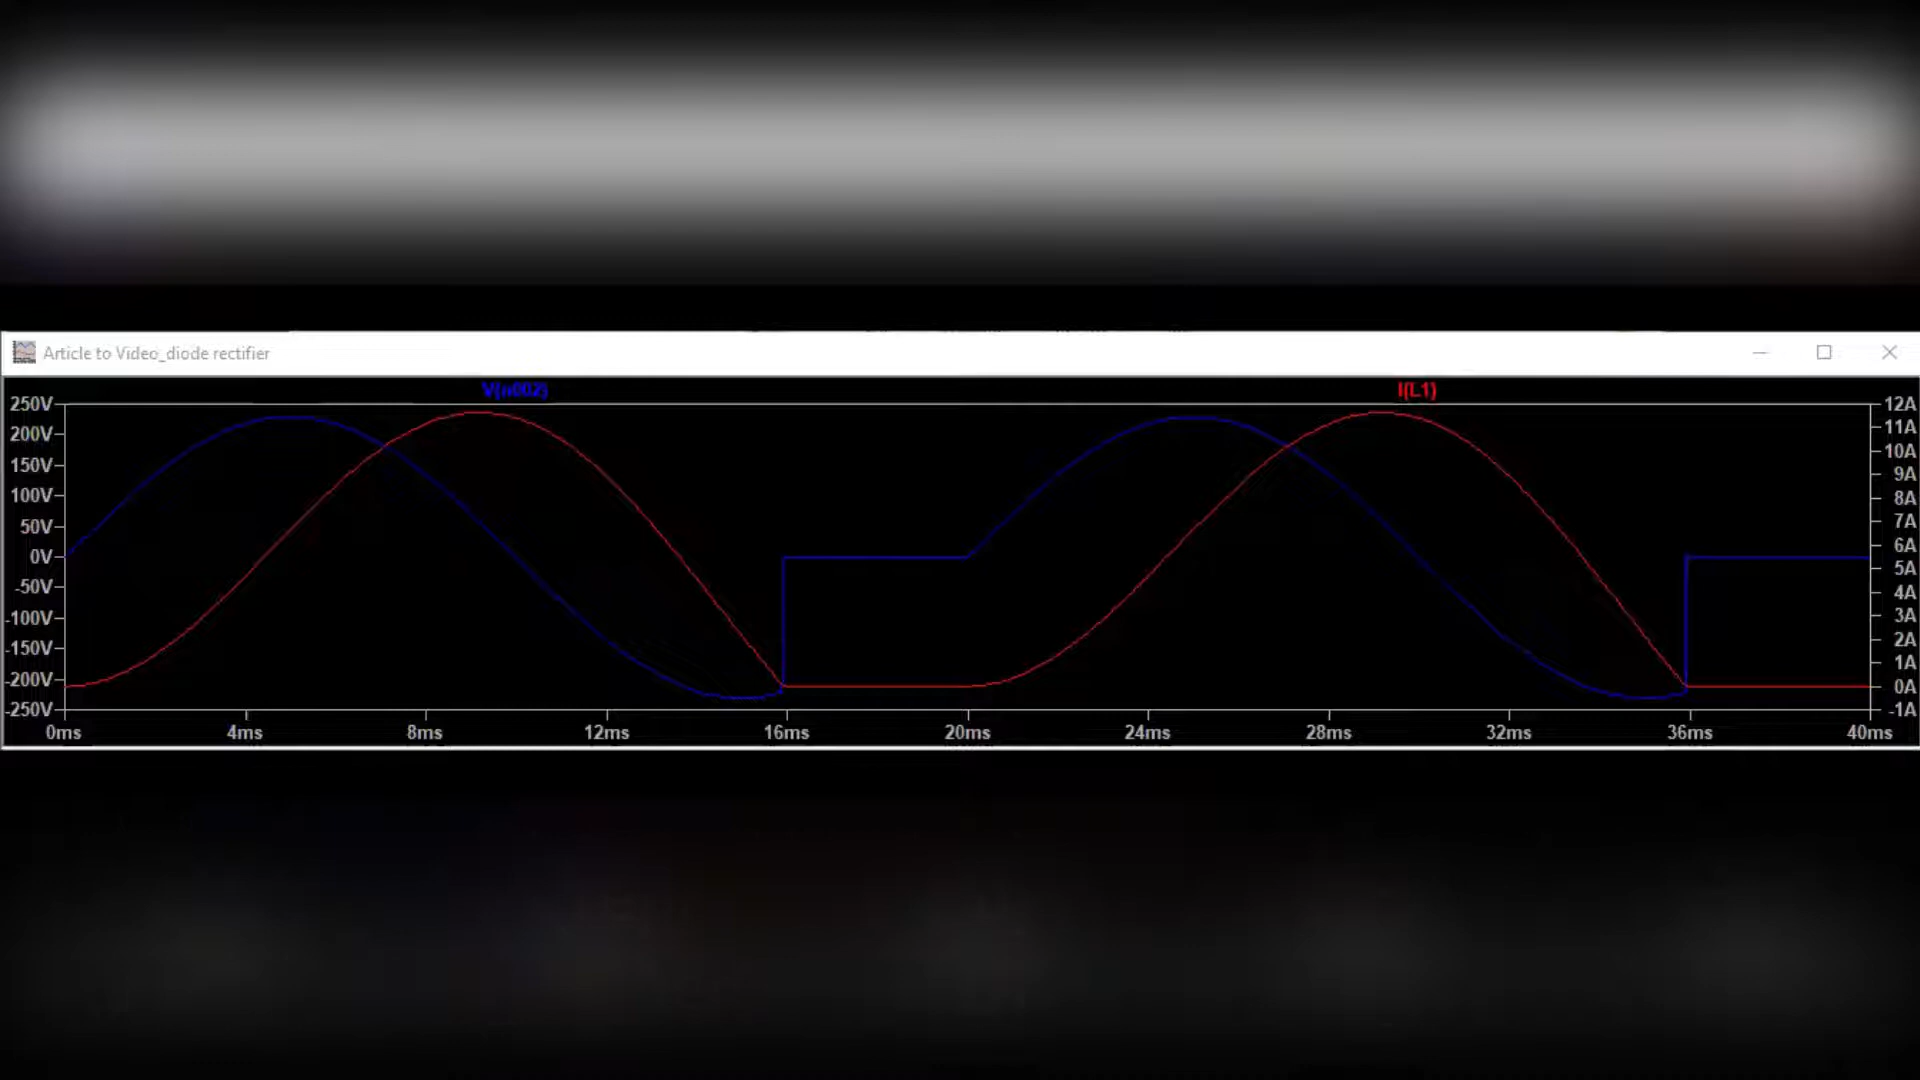 Article to Video_diode rectifier
V(n002) I(L1)
250V 12A
200V 11A
150V 10A
9A
100V 8A
50V 7A
0V 6A
-50V 5A
4A
-100V 3A
-150V 2A
-200V 1A
0A
-250V -1A
0ms 4ms 8ms 12ms 16ms 20ms 24ms 28ms 32ms 36ms 40ms